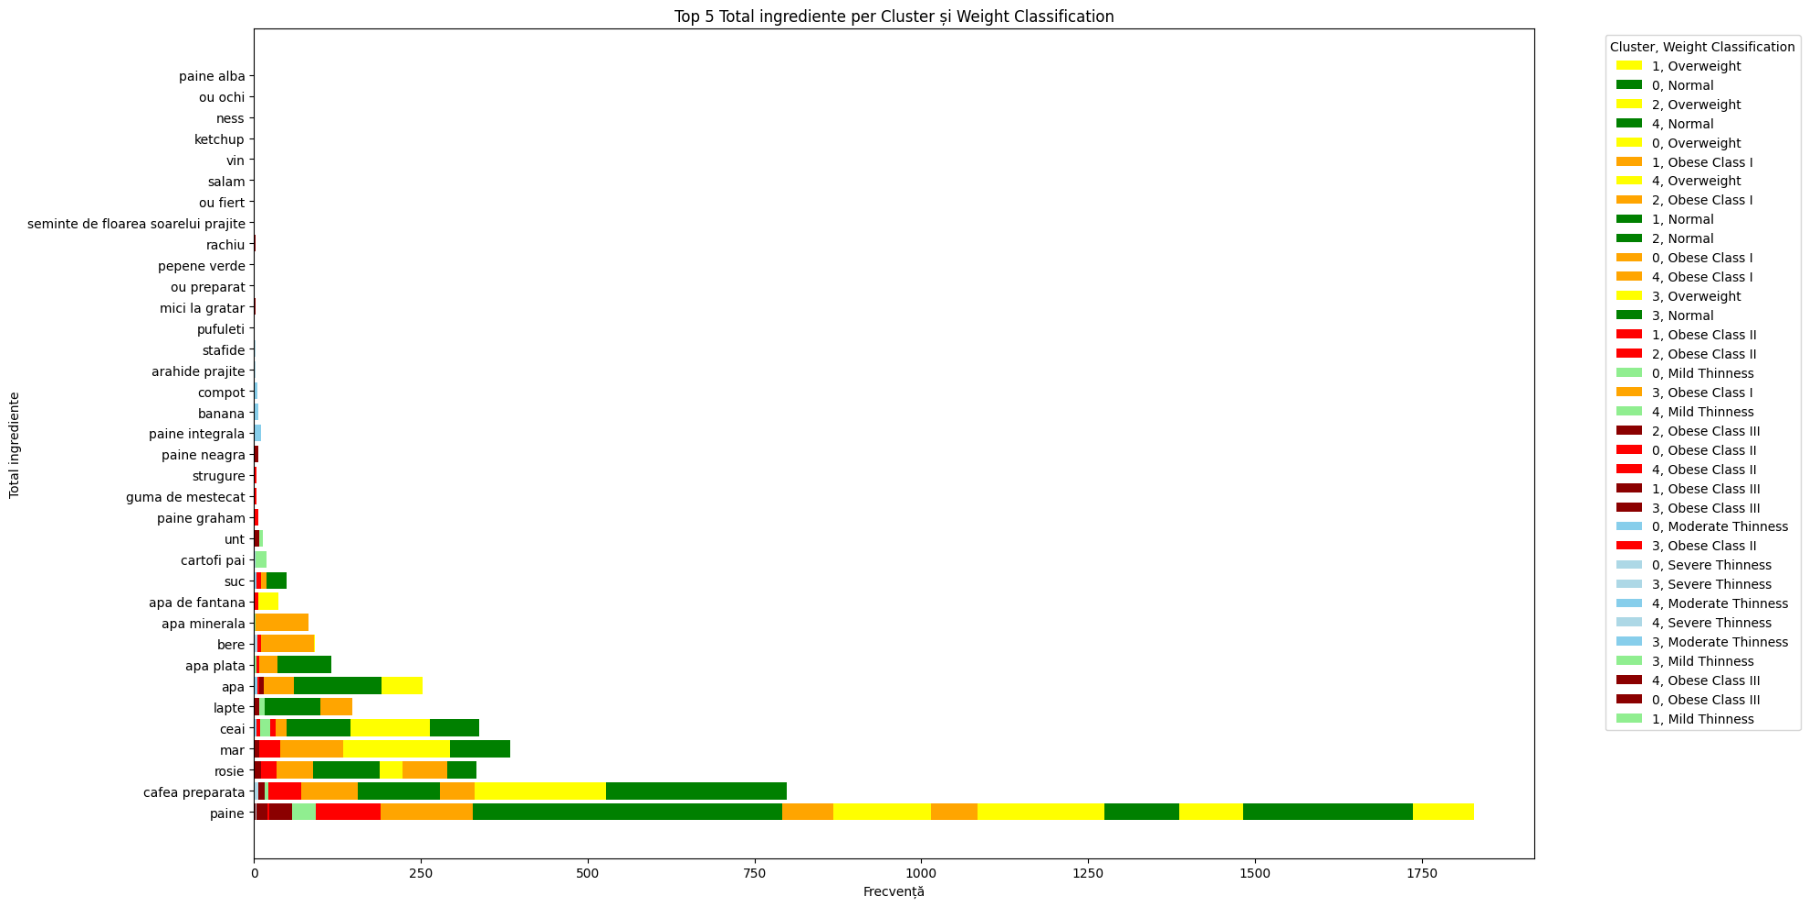 Top 5 Total ingrediente per Cluster și Weight Classification
Total ingrediente
paine alba
ou ochi
ness
ketchup
vin
salam
ou fiert
seminte de floarea soarelui prajite
rachiu
pepene verde
ou preparat
mici la gratar
pufuleti
stafide
arahide prajite
compot
banana
paine integrala
paine neagra
strugure
guma de mestecat
paine graham
unt
cartofi pai
suc
apa de fantana
apa minerala
bere
apa plata
apa
lapte
ceai
mar
rosie
cafea preparata
paine
0 250 500 750 1000 1250 1500 1750
Frecvență
Cluster, Weight Classification
1, Overweight
0, Normal
2, Overweight
4, Normal
0, Overweight
1, Obese Class I
4, Overweight
2, Obese Class I
1, Normal
2, Normal
0, Obese Class I
4, Obese Class I
3, Overweight
3, Normal
1, Obese Class II
2, Obese Class II
0, Mild Thinness
3, Obese Class I
4, Mild Thinness
2, Obese Class III
0, Obese Class II
4, Obese Class II
1, Obese Class III
3, Obese Class III
0, Moderate Thinness
3, Obese Class II
0, Severe Thinness
3, Severe Thinness
4, Moderate Thinness
4, Severe Thinness
3, Moderate Thinness
3, Mild Thinness
4, Obese Class III
0, Obese Class III
1, Mild Thinness